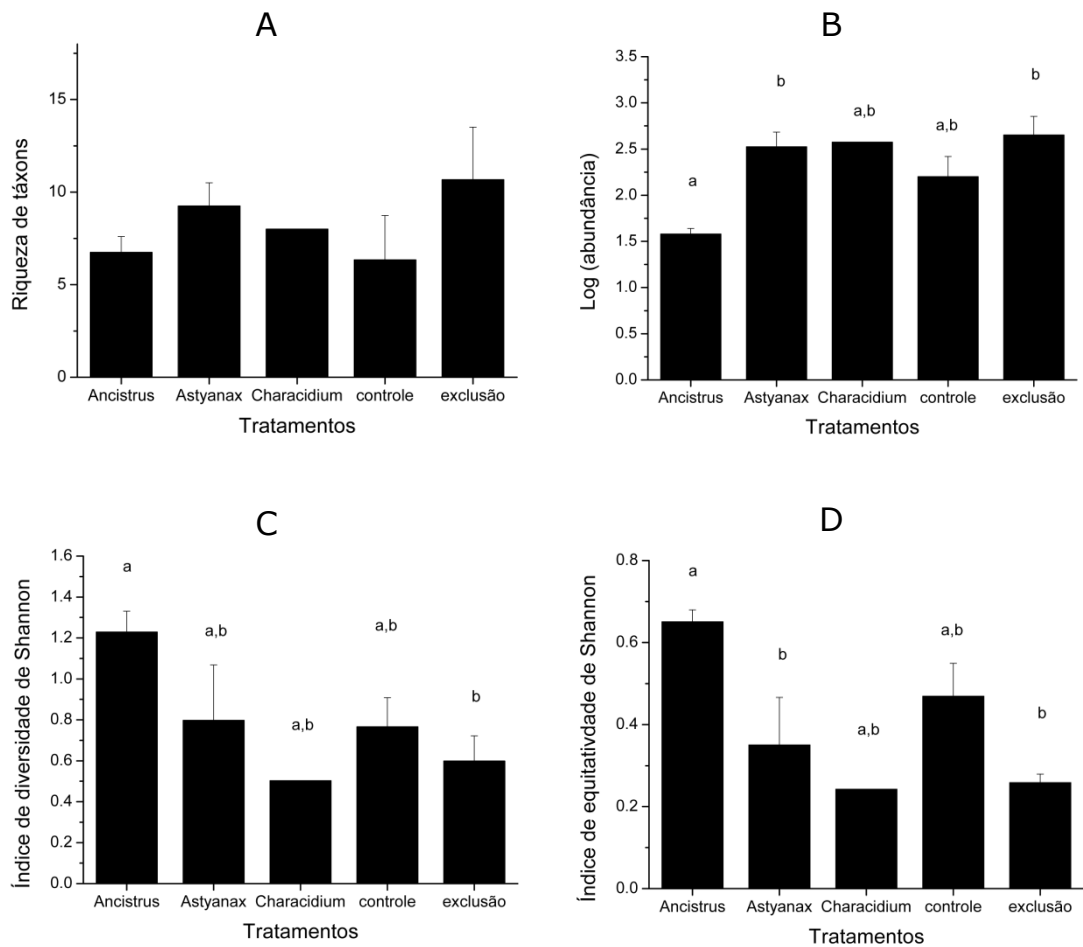 A
Riqueza de táxons
15
10
5
0
Ancistrus Astyanax Characidium controle exclusão
Tratamentos
B
Log (abundância)
3.5
3.0
2.5
2.0
1.5
1.0
0.5
0.0
a
b
a,b
a,b
b
Ancistrus Astyanax Characidium controle exclusão
Tratamentos
C
Índice de diversidade de Shannon
1.6
1.4
1.2
1.0
0.8
0.6
0.4
0.2
0.0
a
a,b
a,b
a,b
b
Ancistrus Astyanax Characidium controle exclusão
Tratamentos
D
Índice de equitativdade de Shannon
0.8
0.6
0.4
0.2
0.0
a
b
a,b
a,b
b
Ancistrus Astyanax Characidium controle exclusão
Tratamentos